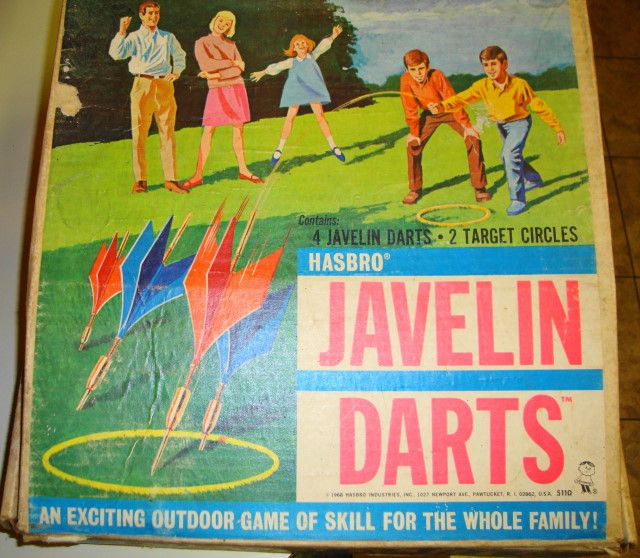 Contains:
4 JAVELIN DARTS • 2 TARGET CIRCLES
HASBRO®
JAVELIN
DARTS™
© 1968 HASBRO INDUSTRIES, INC., 1027 NEWPORT AVE., PAWTUCKET, R. I. 02862, U.S.A. 5110 ®
AN EXCITING OUTDOOR GAME OF SKILL FOR THE WHOLE FAMILY!